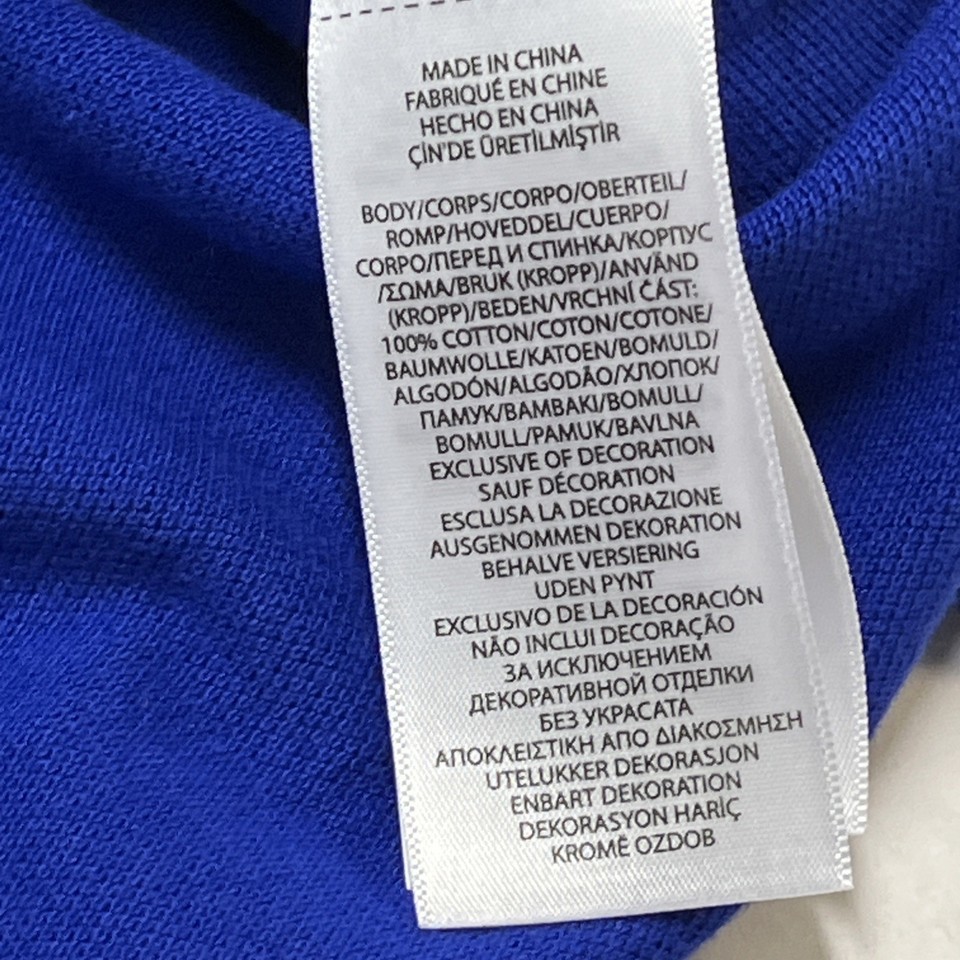 MADE IN CHINA
FABRIQUÉ EN CHINE
HECHO EN CHINA
ÇİN'DE ÜRETİLMİŞTİR
BODY/CORPS/CORPO/OBERTEIL/
ROMP/HOVEDDEL/CUERPO/
CORPO/ПЕРЕД И СПИНКА/КОРПУС
/ΣΩΜΑ/BRUK (KROPP)/ANVÄND
(KROPP)/BEDEN/VRCHNÍ ČÁST:
100% COTTON/COTON/COTONE/
BAUMWOLLE/KATOEN/BOMULD/
ALGODÓN/ALGODÃO/ХЛОПОК/
ПАМУК/ΒΑΜΒΑΚΙ/BOMULL/
BOMULL/PAMUK/BAVLNA
EXCLUSIVE OF DECORATION
SAUF DÉCORATION
ESCLUSA LA DECORAZIONE
AUSGENOMMEN DEKORATION
BEHALVE VERSIERING
UDEN PYNT
EXCLUSIVO DE LA DECORACIÓN
NÃO INCLUI DECORAÇÃO
ЗА ИСКЛЮЧЕНИЕМ
ДЕКОРАТИВНОЙ ОТДЕЛКИ
БЕЗ УКРАСАТА
ΑΠΟΚΛΕΙΣΤΙΚΗ ΑΠΟ ΔΙΑΚΟΣΜΗΣΗ
UTELUKKER DEKORASJON
ENBART DEKORATION
DEKORASYON HARİÇ
KROMĚ OZDOB